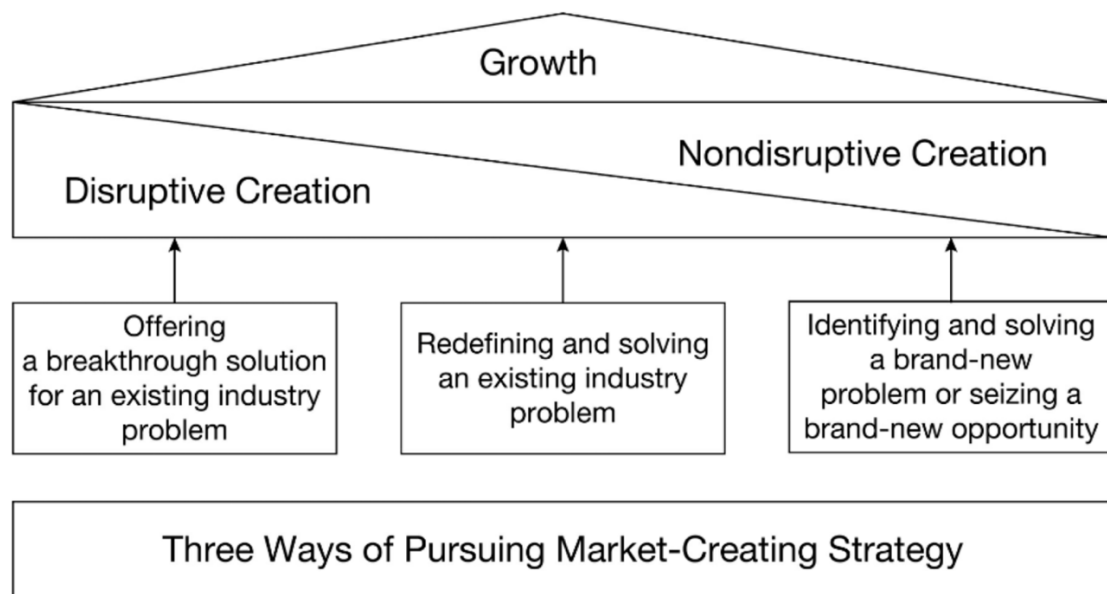 Growth
Nondisruptive Creation
Disruptive Creation
Offering
a breakthrough solution
for an existing industry
problem
Redefining and solving
an existing industry
problem
Identifying and solving
a brand-new
problem or seizing a
brand-new opportunity
Three Ways of Pursuing Market-Creating Strategy